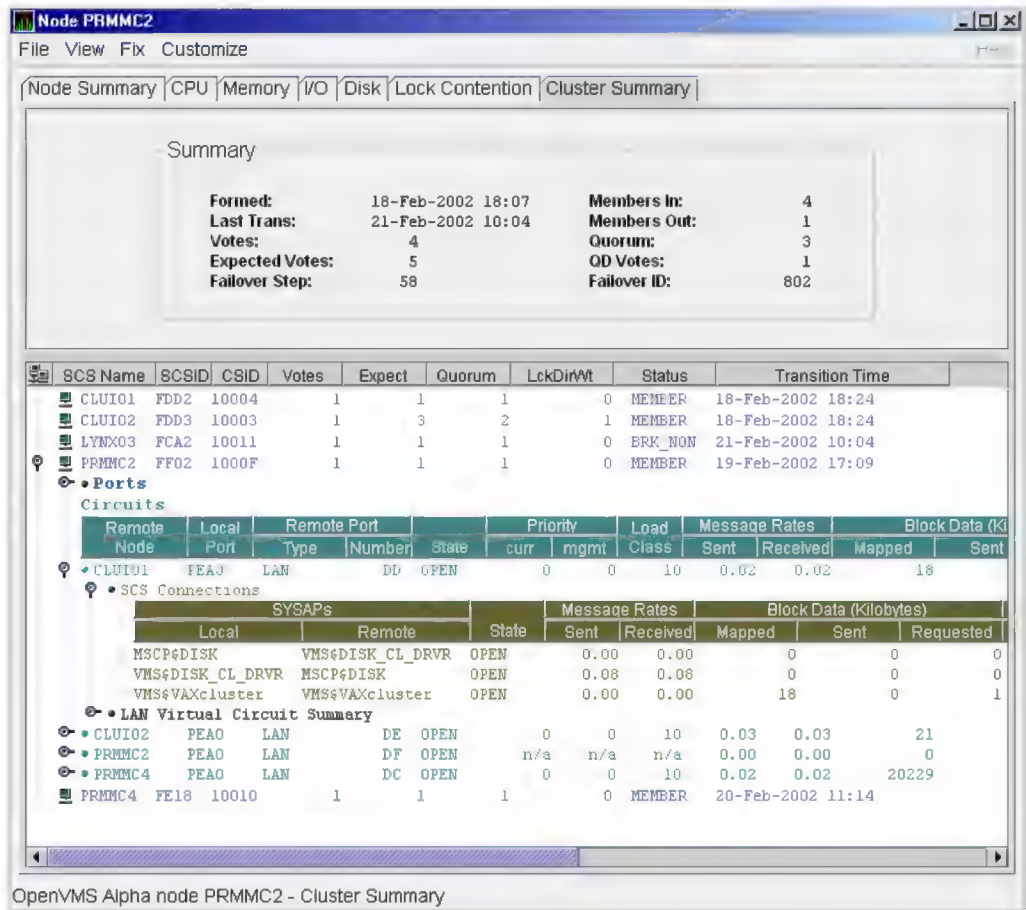 Node PRMMC2
File View Fix Customize
Node Summary CPU Memory I/O Disk Lock Contention Cluster Summary
Summary
Formed: 18-Feb-2002 18:07 Members In: 4
Last Trans: 21-Feb-2002 10:04 Members Out: 1
Votes: 4 Quorum: 3
Expected Votes: 5 QD Votes: 1
Failover Step: 58 Failover ID: 802
SCS Name SCSID CSID Votes Expect Quorum LckDirWt Status Transition Time
CLUI01 FDD2 10004 1 1 1 0 MEMBER 18-Feb-2002 18:24
CLUI02 FDD3 10003 1 3 2 1 MEMBER 18-Feb-2002 18:24
LYNX03 FCA2 10011 1 1 1 0 BRK_NON 21-Feb-2002 10:04
PRMMC2 FF02 1000F 1 1 1 0 MEMBER 19-Feb-2002 17:09
Ports
Circuits
Remote Local Remote Port Priority Load Message Rates Block Data (Ki
Node Port Type Number State curr mgmt Class Sent Received Mapped Sent
CLUI01 PEA0 LAN DD OPEN 0 0 10 0.02 0.02 18
SCS Connections
SYSAPs Message Rates Block Data (Kilobytes)
Local Remote State Sent Received Mapped Sent Requested
MSCP$DISK VMS$DISK_CL_DRVR OPEN 0.00 0.00 0 0 0
VMS$DISK_CL_DRVR MSCP$DISK OPEN 0.08 0.08 0 0 0
VMS$VAXcluster VMS$VAXcluster OPEN 0.00 0.00 18 0 1
LAN Virtual Circuit Summary
CLUI02 PEA0 LAN DE OPEN 0 0 10 0.03 0.03 21
PRMMC2 PEA0 LAN DF OPEN n/a n/a n/a 0.00 0.00 0
PRMMC4 PEA0 LAN DC OPEN 0 0 10 0.02 0.02 20229
PRMMC4 FE18 10010 1 1 1 0 MEMBER 20-Feb-2002 11:14
OpenVMS Alpha node PRMMC2 - Cluster Summary